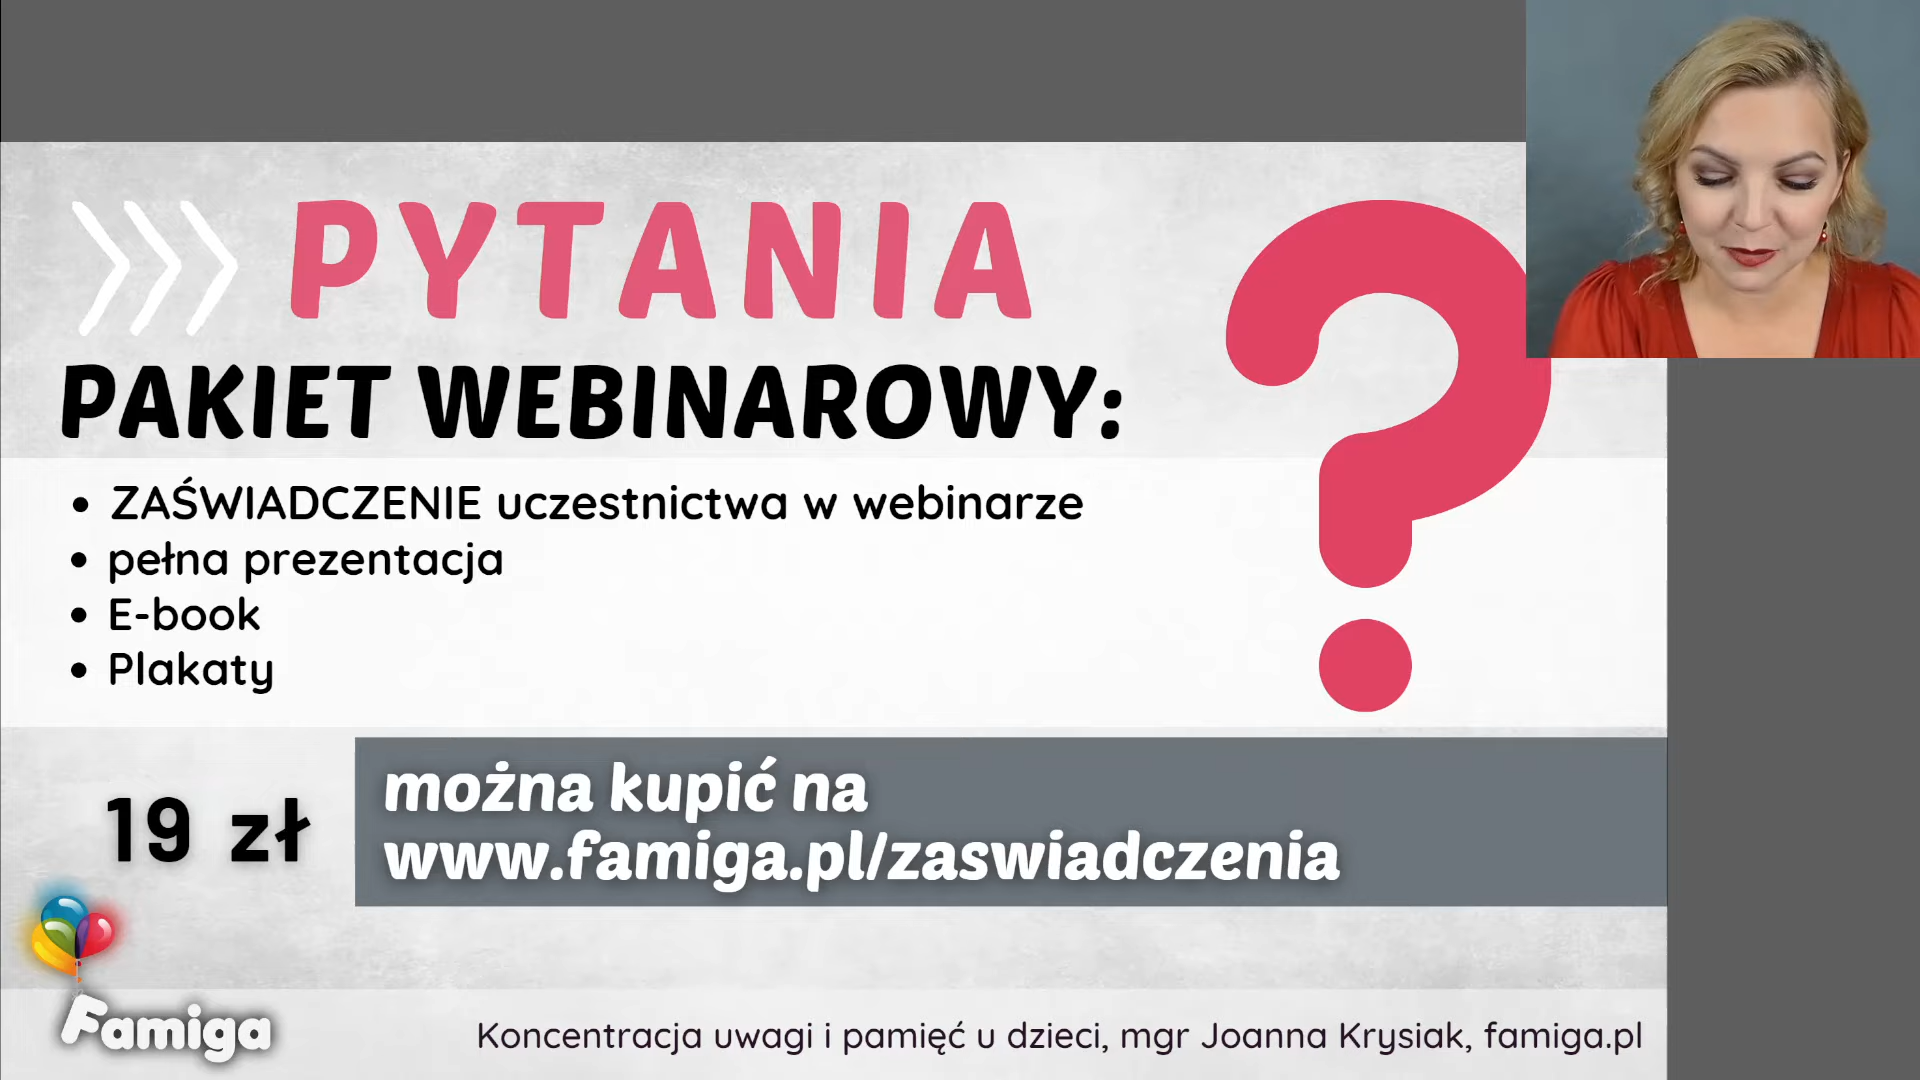 PYTANIA
PAKIET WEBINAROWY:
• ZAŚWIADCZENIE uczestnictwa w webinarze
• pełna prezentacja
• E-book
• Plakaty
19 zł
można kupić na
www.famiga.pl/zaswiadczenia
Famiga
Koncentracja uwagi i pamięć u dzieci, mgr Joanna Krysiak, famiga.pl